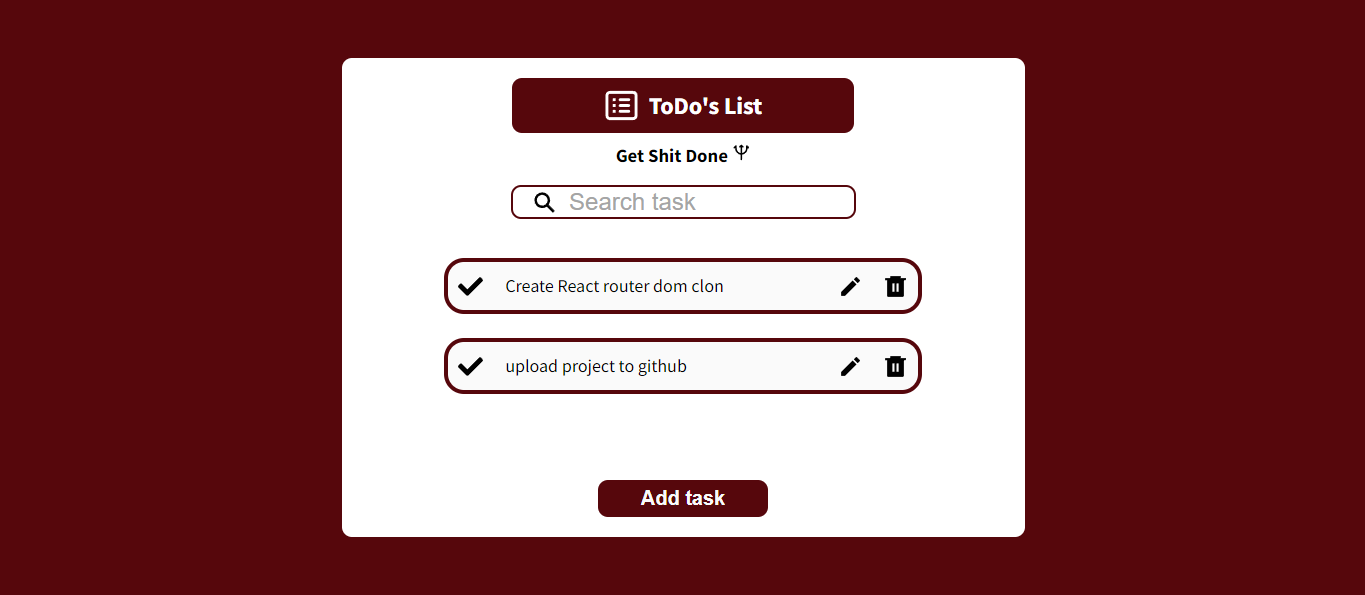 ToDo's List
Get Shit Done
Search task
Create React router dom clon
upload project to github
Add task